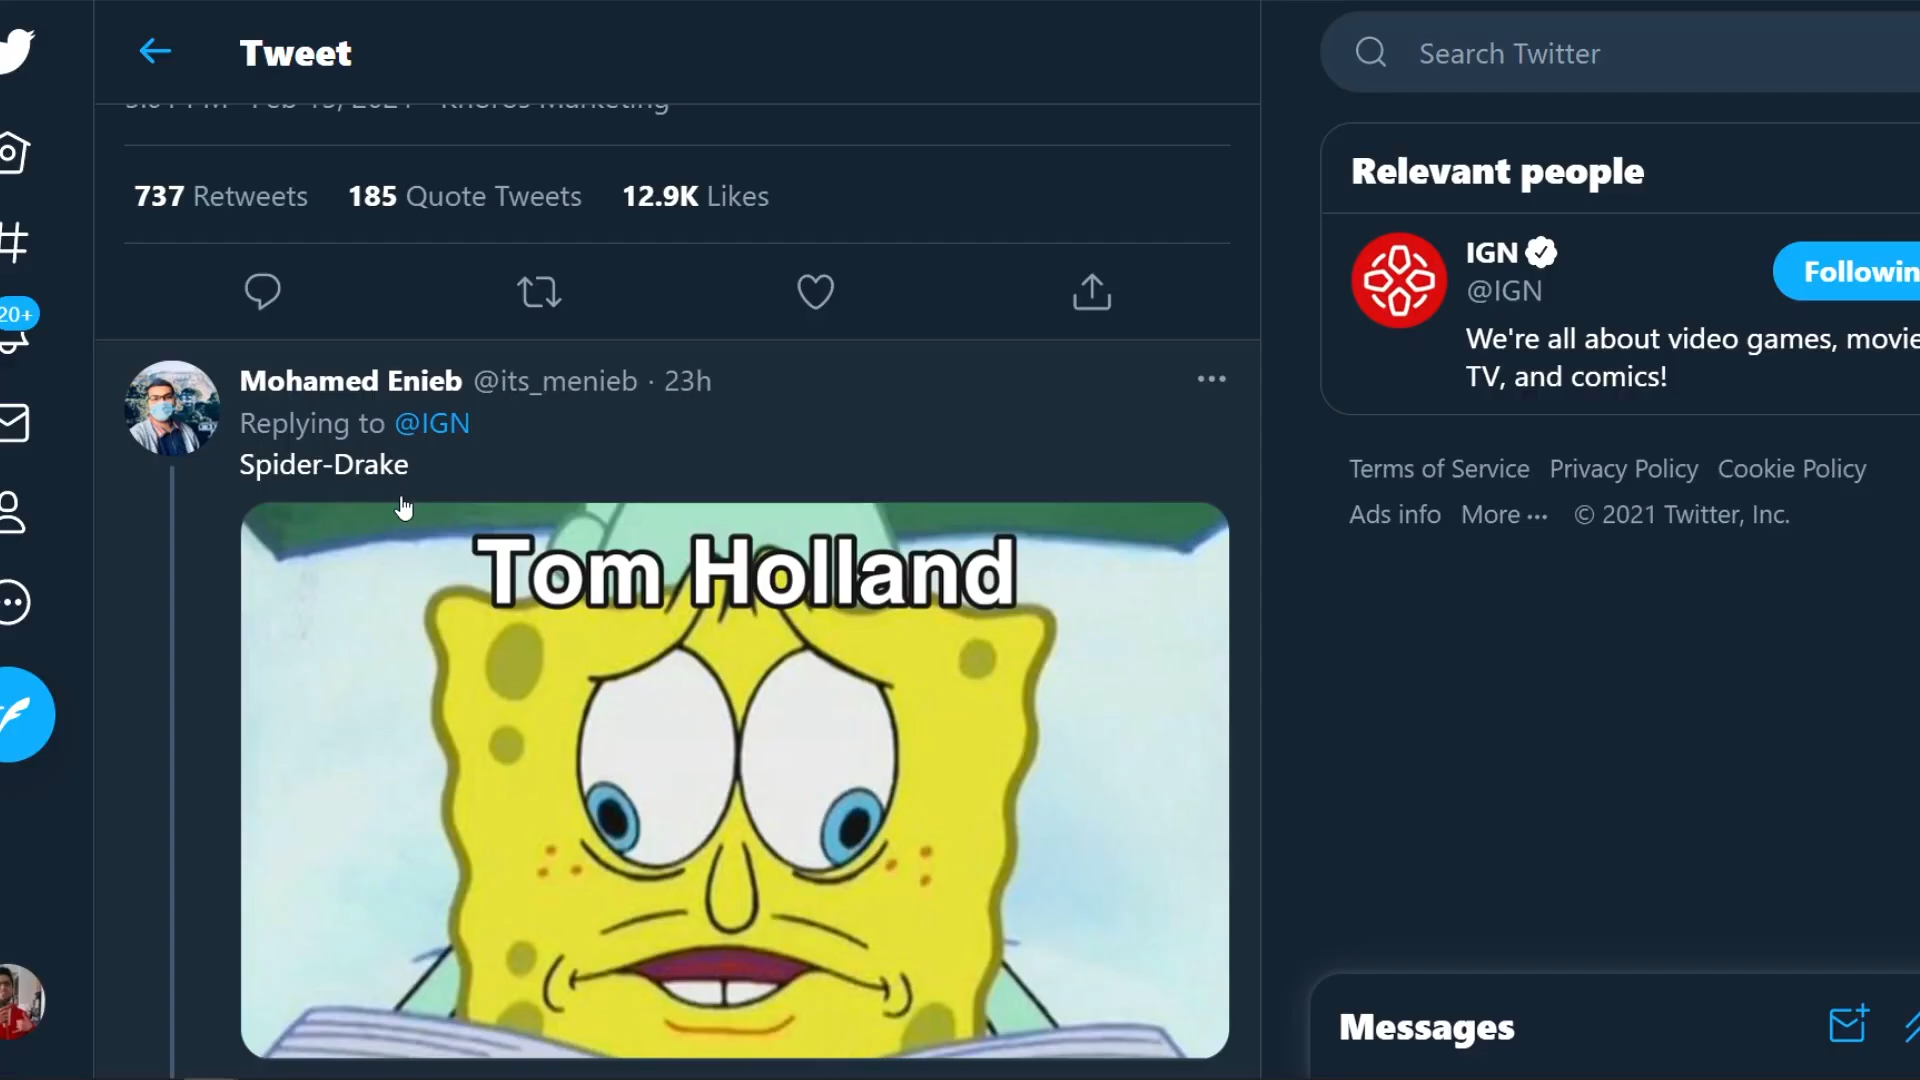 Tweet
Search Twitter
737 Retweets 185 Quote Tweets 12.9K Likes
Relevant people
IGN
@IGN
Followin
We're all about video games, movie
TV, and comics!
20+
Mohamed Enieb @its_menieb · 23h
Replying to @IGN
Spider-Drake
Tom Holland
Terms of Service Privacy Policy Cookie Policy
Ads info More ··· © 2021 Twitter, Inc.
Messages